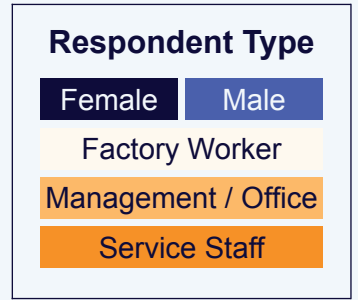 Respondent Type
Female Male
Factory Worker
Management / Office
Service Staff